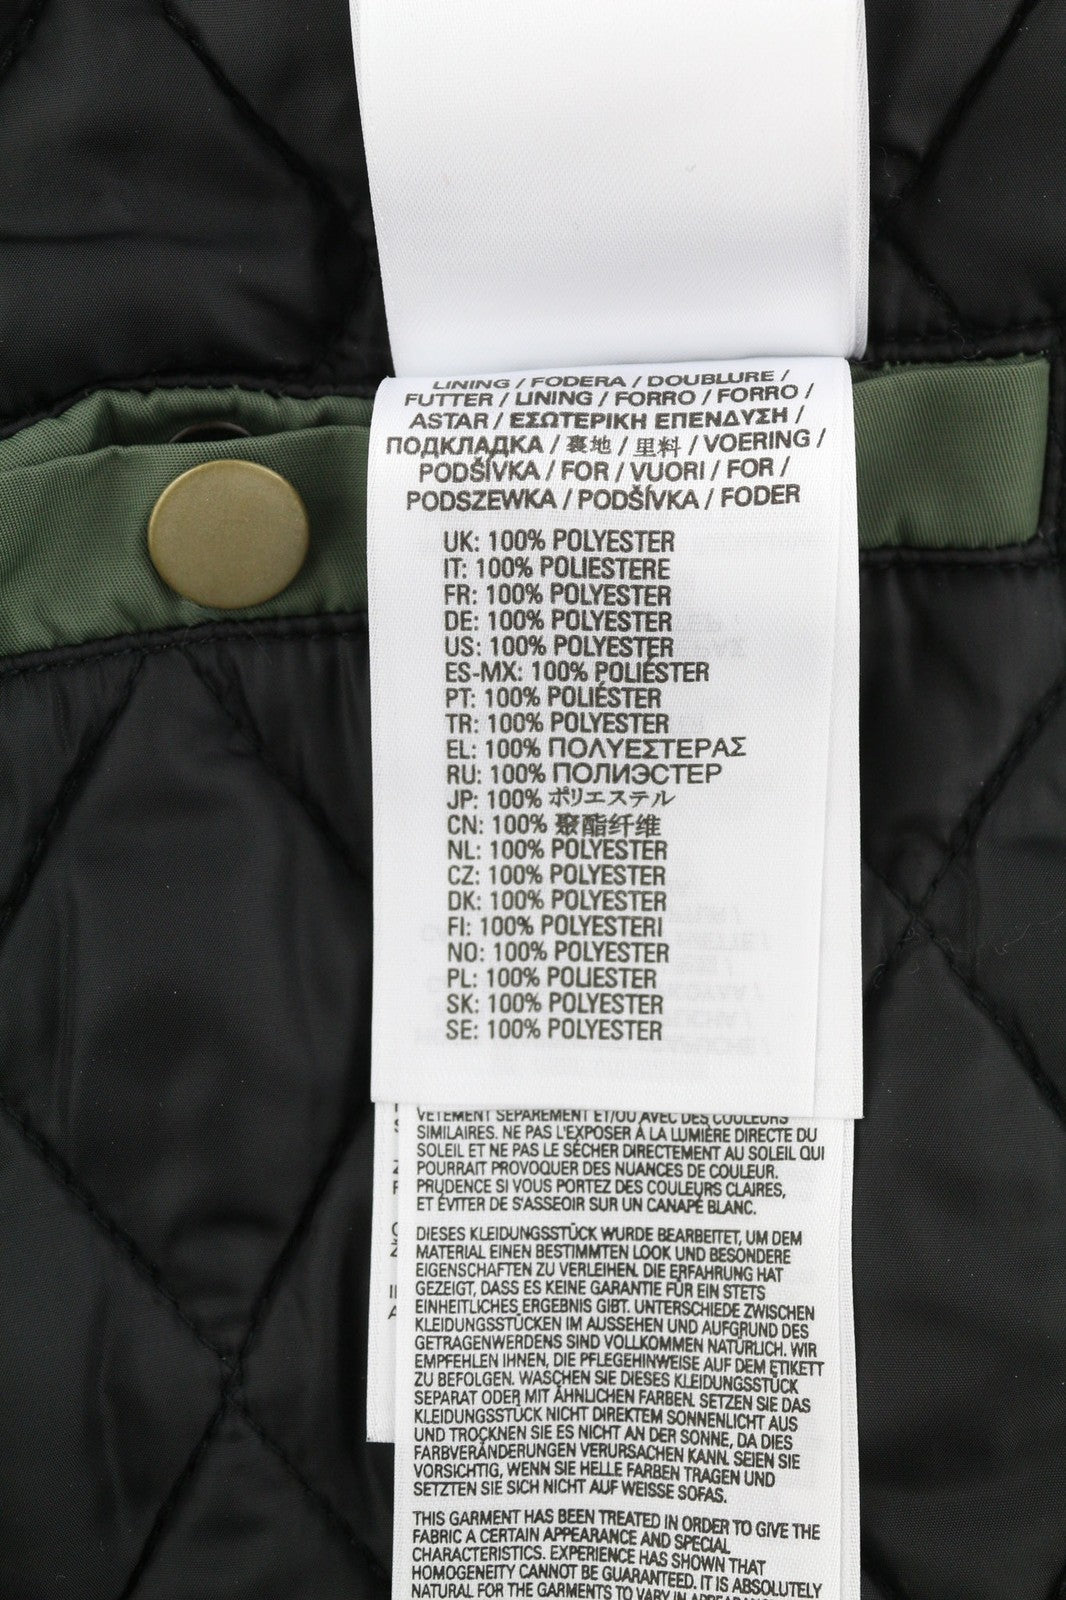 LINING / FODERA / DOUBLURE /
FUTTER / LINING / FORRO / FORRO /
ASTAR / ΕΣΩΤΕΡΙΚΗ ΕΠΕΝΔΥΣΗ /
ПОДКЛАДКА / 裏地 / 里料 / VOERING /
PODŠÍVKA / FOR / VUORI / FOR /
PODSZEWKA / PODŠÍVKA / FODER
UK: 100% POLYESTER
IT: 100% POLIESTERE
FR: 100% POLYESTER
DE: 100% POLYESTER
US: 100% POLYESTER
ES-MX: 100% POLIÉSTER
PT: 100% POLIÉSTER
TR: 100% POLYESTER
EL: 100% ΠΟΛΥΕΣΤΕΡΑΣ
RU: 100% ПОЛИЭСТЕР
JP: 100% ポリエステル
CN: 100% 聚酯纤维
NL: 100% POLYESTER
CZ: 100% POLYESTER
DK: 100% POLYESTER
FI: 100% POLYESTERI
NO: 100% POLYESTER
PL: 100% POLIESTER
SK: 100% POLYESTER
SE: 100% POLYESTER
VÊTEMENT SÉPARÉMENT ET/OU AVEC DES COULEURS
SIMILAIRES. NE PAS L'EXPOSER À LA LUMIÈRE DIRECTE DU
SOLEIL ET NE PAS LE SÉCHER DIRECTEMENT AU SOLEIL QUI
POURRAIT PROVOQUER DES NUANCES DE COULEUR.
PRUDENCE SI VOUS PORTEZ DES COULEURS CLAIRES,
ET ÉVITER DE S'ASSEOIR SUR UN CANAPÉ BLANC.
DIESES KLEIDUNGSSTÜCK WURDE BEARBEITET, UM DEM
MATERIAL EINEN BESTIMMTEN LOOK UND BESONDERE
EIGENSCHAFTEN ZU VERLEIHEN. DIE ERFAHRUNG HAT
GEZEIGT, DASS ES KEINE GARANTIE FÜR EIN STETS
EINHEITLICHES ERGEBNIS GIBT. UNTERSCHIEDE ZWISCHEN
KLEIDUNGSSTÜCKEN IM AUSSEHEN UND AUFGRUND DES
GETRAGENWERDENS SIND VOLLKOMMEN NATÜRLICH. WIR
EMPFEHLEN IHNEN, DIE PFLEGEHINWEISE AUF DEM ETIKETT
ZU BEFOLGEN. WASCHEN SIE DIESES KLEIDUNGSSTÜCK
SEPARAT ODER MIT ÄHNLICHEN FARBEN. SETZEN SIE DAS
KLEIDUNGSSTÜCK NICHT DIREKTEM SONNENLICHT AUS
UND TROCKNEN SIE ES NICHT AN DER SONNE, DA DIES
FARBVERÄNDERUNGEN VERURSACHEN KANN. SEIEN SIE
VORSICHTIG, WENN SIE HELLE FARBEN TRAGEN UND
SETZTEN SIE SICH NICHT AUF WEISSE SOFAS.
THIS GARMENT HAS BEEN TREATED IN ORDER TO GIVE THE
FABRIC A CERTAIN APPEARANCE AND SPECIAL
CHARACTERISTICS. EXPERIENCE HAS SHOWN THAT
HOMOGENEITY CANNOT BE GUARANTEED. IT IS ABSOLUTELY
NATURAL FOR THE GARMENTS TO VARY IN APPEARANCE